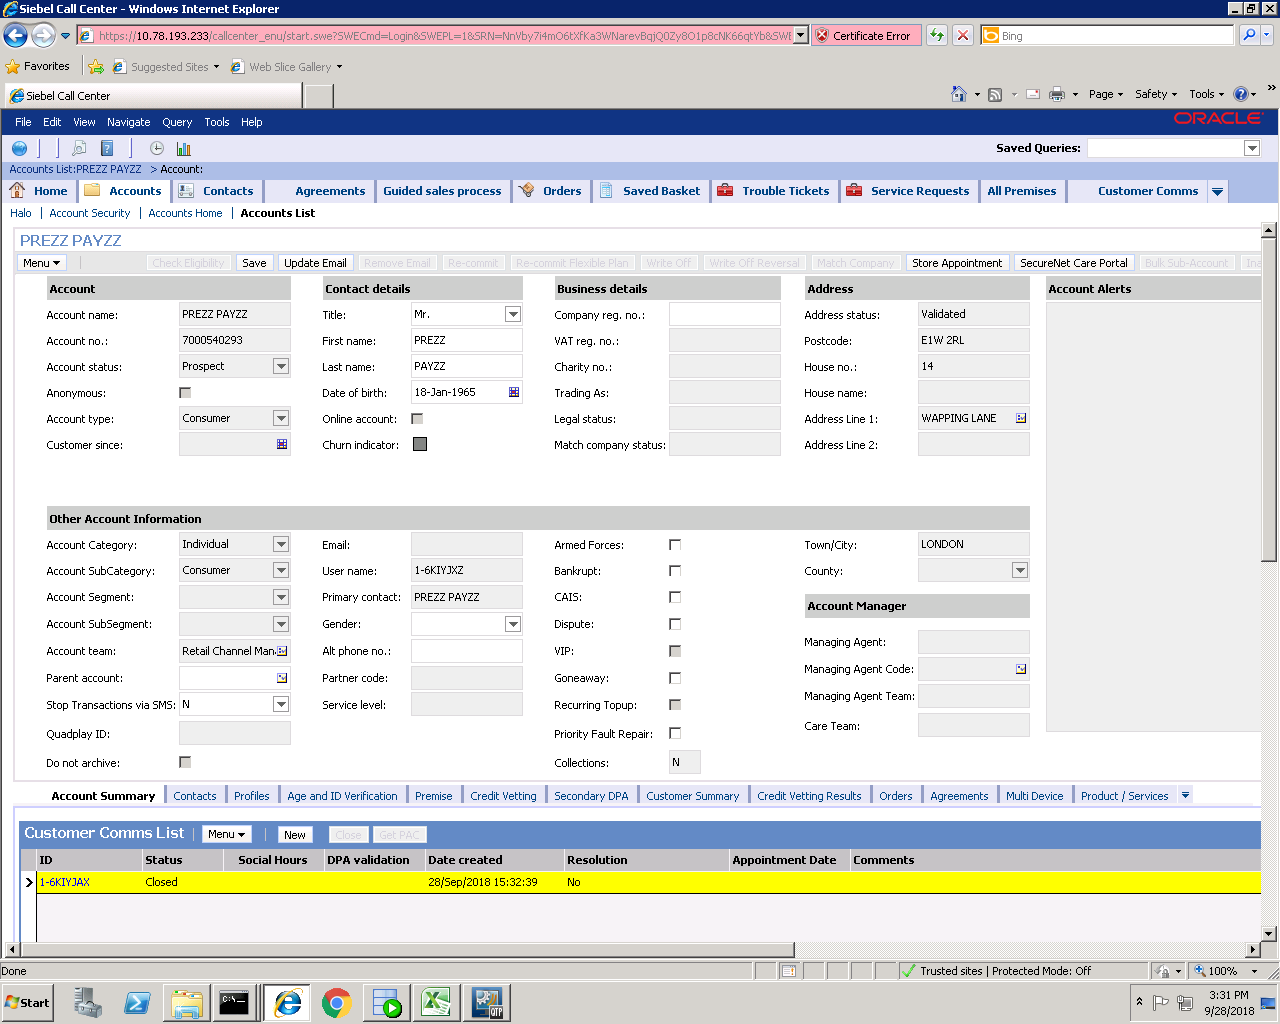 Siebel Call Center - Windows Internet Explorer
https://10.78.193.233/callcenter_enu/start.swe?SWECmd=Login&SWEPL=1&SRN=NnVby7i4mO6tXfKa3WNarevBqjQ0Zy8O1p8cNK66qtYb&SWE
Certificate Error
Bing
Favorites
Suggested Sites
Web Slice Gallery
Siebel Call Center
Page Safety Tools
File Edit View Navigate Query Tools Help
ORACLE
Saved Queries:
Accounts List:PREZZ PAYZZ > Account:
Home Accounts Contacts Agreements Guided sales process Orders Saved Basket Trouble Tickets Service Requests All Premises Customer Comms
Halo | Account Security | Accounts Home | Accounts List
PREZZ PAYZZ
Menu Check Eligibility Save Update Email Remove Email Re-commit Re-commit Flexible Plan Write Off Write Off Reversal Match Company Store Appointment SecureNet Care Portal Bulk Sub-Account Ina
Account Contact details Business details Address Account Alerts
Account name: PREZZ PAYZZ Title: Mr. Company reg. no.: Address status: Validated
Account no.: 7000540293 First name: PREZZ VAT reg. no.: Postcode: E1W 2RL
Account status: Prospect Last name: PAYZZ Charity no.: House no.: 14
Anonymous: Date of birth: 18-Jan-1965 Trading As: House name:
Account type: Consumer Online account: Legal status: Address Line 1: WAPPING LANE
Customer since: Churn indicator: Match company status: Address Line 2:
Other Account Information
Account Category: Individual Email: Armed Forces: Town/City: LONDON
Account SubCategory: Consumer User name: 1-6KIYJXZ Bankrupt: County:
Account Segment: Primary contact: PREZZ PAYZZ CAIS: Account Manager
Account SubSegment: Gender: Dispute:
Account team: Retail Channel Man Alt phone no.: VIP: Managing Agent:
Parent account: Partner code: Goneaway: Managing Agent Code:
Stop Transactions via SMS: N Service level: Recurring Topup: Managing Agent Team:
Quadplay ID: Priority Fault Repair: Care Team:
Do not archive: Collections: N
Account Summary Contacts Profiles Age and ID Verification Premise Credit Vetting Secondary DPA Customer Summary Credit Vetting Results Orders Agreements Multi Device Product / Services
Customer Comms List Menu New Close Get PAC
ID Status Social Hours DPA validation Date created Resolution Appointment Date Comments
1-6KIYJAX Closed 28/Sep/2018 15:32:39 No
Done Trusted sites | Protected Mode: Off 100%
Start C:\ QTP 3:31 PM
9/28/2018